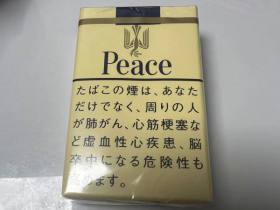 Peace
たばこの煙は、あなた
だけでなく、周りの人
が肺がん、心筋梗塞な
ど虚血性心疾患、脳
卒中になる危険性も
ます。